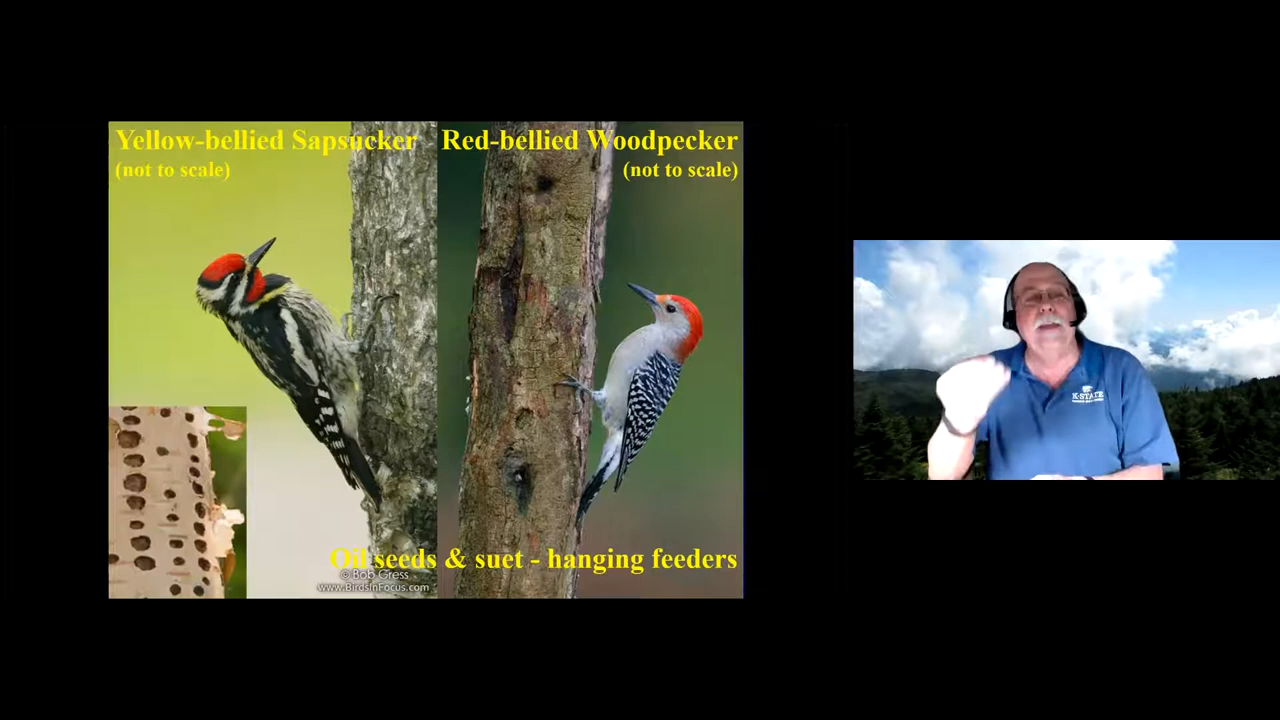 Yellow-bellied Sapsucker
(not to scale)
Red-bellied Woodpecker
(not to scale)
Oil seeds & suet - hanging feeders
© Bob Gress
www.BirdsInFocus.com
K-STATE